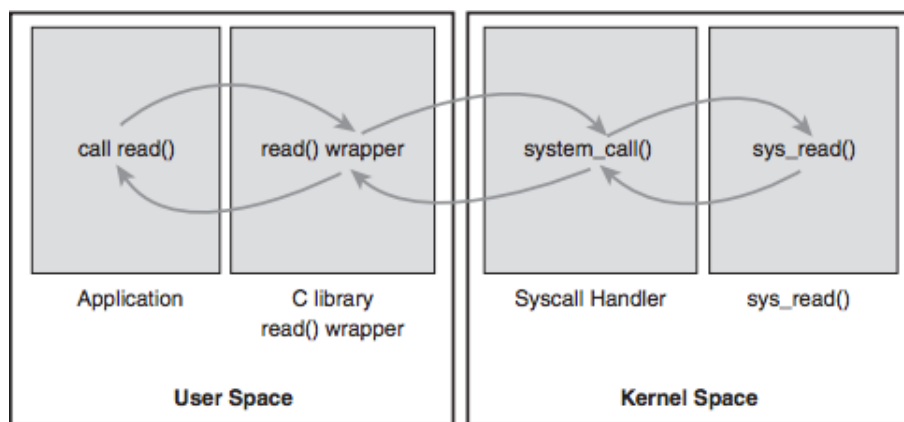 call read()
read() wrapper
system_call()
sys_read()
Application
C library
read() wrapper
Syscall Handler
sys_read()
User Space
Kernel Space